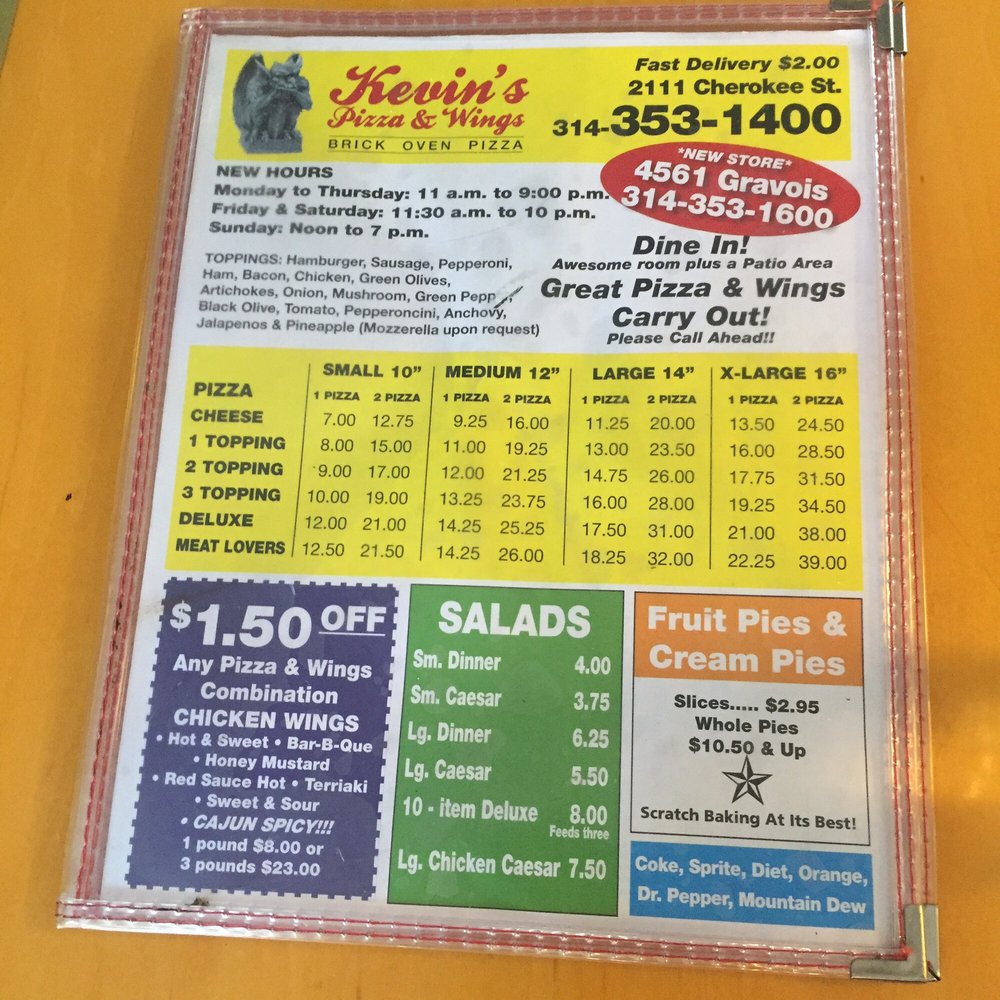 Kevin's
Pizza & Wings
BRICK OVEN PIZZA
Fast Delivery $2.00
2111 Cherokee St.
314-353-1400
*NEW STORE*
4561 Gravois
314-353-1600
NEW HOURS
Monday to Thursday: 11 a.m. to 9:00 p.m.
Friday & Saturday: 11:30 a.m. to 10 p.m.
Sunday: Noon to 7 p.m.
TOPPINGS: Hamburger, Sausage, Pepperoni,
Ham, Bacon, Chicken, Green Olives,
Artichokes, Onion, Mushroom, Green
Black Olive, Tomato, Pepperoncini, Anchovy,
Jalapenos & Pineapple (Mozzerella upon request)
Dine In!
Awesome room plus a Patio Area
Great Pizza & Wings
Carry Out!
Please Call Ahead!!
SMALL 10" MEDIUM 12" LARGE 14" X-LARGE 16"
PIZZA 1 PIZZA 2 PIZZA 1 PIZZA 2 PIZZA 1 PIZZA 2 PIZZA 1 PIZZA 2 PIZZA
CHEESE 7.00 12.75 9.25 16.00 11.25 20.00 13.50 24.50
1 TOPPING 8.00 15.00 11.00 19.25 13.00 23.50 16.00 28.50
2 TOPPING 9.00 17.00 12.00 21.25 14.75 26.00 17.75 31.50
3 TOPPING 10.00 19.00 13.25 23.75 16.00 28.00 19.25 34.50
DELUXE 12.00 21.00 14.25 25.25 17.50 31.00 21.00 38.00
MEAT LOVERS 12.50 21.50 14.25 26.00 18.25 32.00 22.25 39.00
$1.50 OFF
Any Pizza & Wings
Combination
CHICKEN WINGS
• Hot & Sweet • Bar-B-Que
• Honey Mustard
• Red Sauce Hot • Terriaki
• Sweet & Sour
• CAJUN SPICY!!!
1 pound $8.00 or
3 pounds $23.00
SALADS
Sm. Dinner 4.00
Sm. Caesar 3.75
Lg. Dinner 6.25
Lg. Caesar 5.50
10 - item Deluxe 8.00
Feeds three
Lg. Chicken Caesar 7.50
Fruit Pies &
Cream Pies
Slices..... $2.95
Whole Pies
$10.50 & Up
Scratch Baking At Its Best!
Coke, Sprite, Diet, Orange,
Dr. Pepper, Mountain Dew